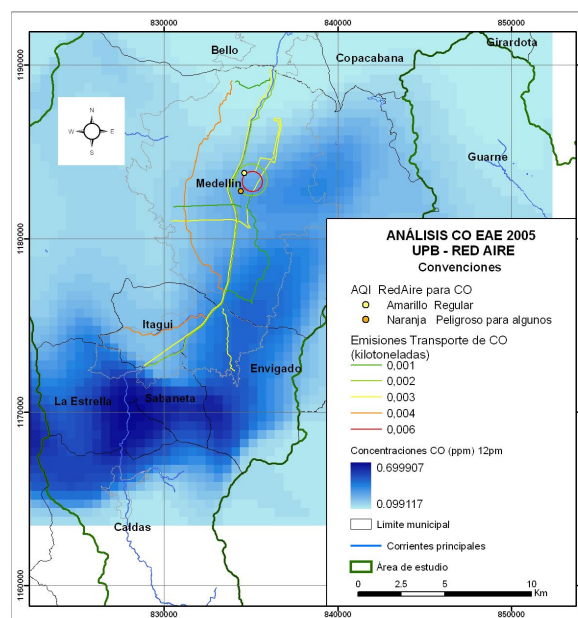 830000
840000
850000
1190000
1180000
1170000
1160000
Bello
Copacabana
Girardota
N
W
E
S
Guarne
Medellín
Itagui
Envigado
La Estrella
Sabaneta
Caldas
ANÁLISIS CO EAE 2005
UPB - RED AIRE
Convenciones
AQI RedAire para CO
Amarillo Regular
Naranja Peligroso para algunos
Emisiones Transporte de CO
(kilotoneladas)
0,001
0,002
0,003
0,004
0,006
Concentraciones CO (ppm) 12pm
0.699907
0.099117
Limite municipal
Corrientes principales
Área de estudio
0 2.5 5 10
Km
830000
840000
850000